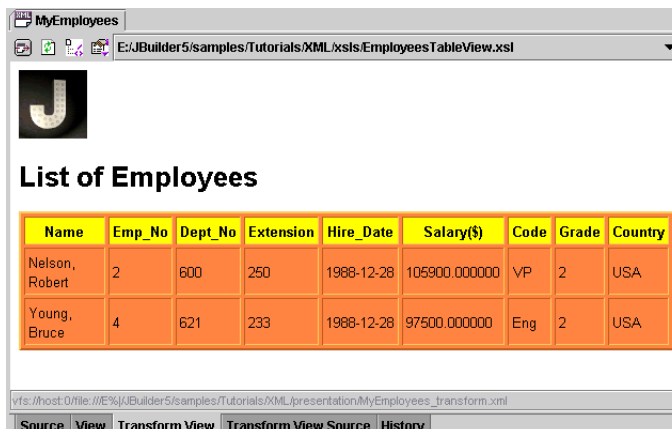 MyEmployees
E:/JBuilder5/samples/Tutorials/XML/xsls/EmployeesTableView.xsl
J
List of Employees
Name Emp_No Dept_No Extension Hire_Date Salary($) Code Grade Country
Nelson, Robert 2 600 250 1988-12-28 105900.000000 VP 2 USA
Young, Bruce 4 621 233 1988-12-28 97500.000000 Eng 2 USA
vfs://host:0/file:///E%|/JBuilder5/samples/Tutorials/XML/presentation/MyEmployees_transform.xml
Source View Transform View Transform View Source History